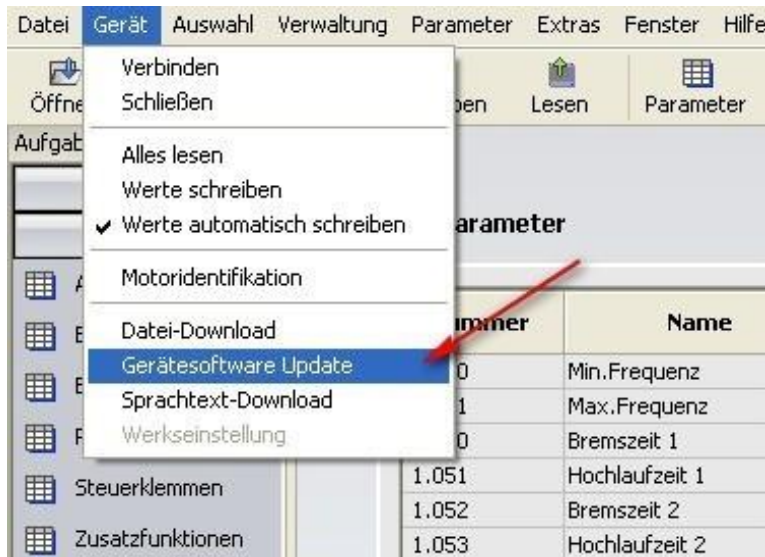 Datei Gerät Auswahl Verwaltung Parameter Extras Fenster Hilfe
Verbinden
Schließen
Lesen Parameter
Alles lesen
Werte schreiben
Werte automatisch schreiben
Motoridentifikation
Datei-Download
Gerätesoftware Update
Sprachtext-Download
Werkseinstellung
Name
Min.Frequenz
Max.Frequenz
Bremszeit 1
1.051 Hochlaufzeit 1
1.052 Bremszeit 2
1.053 Hochlaufzeit 2
Steuerklemmen
Zusatzfunktionen